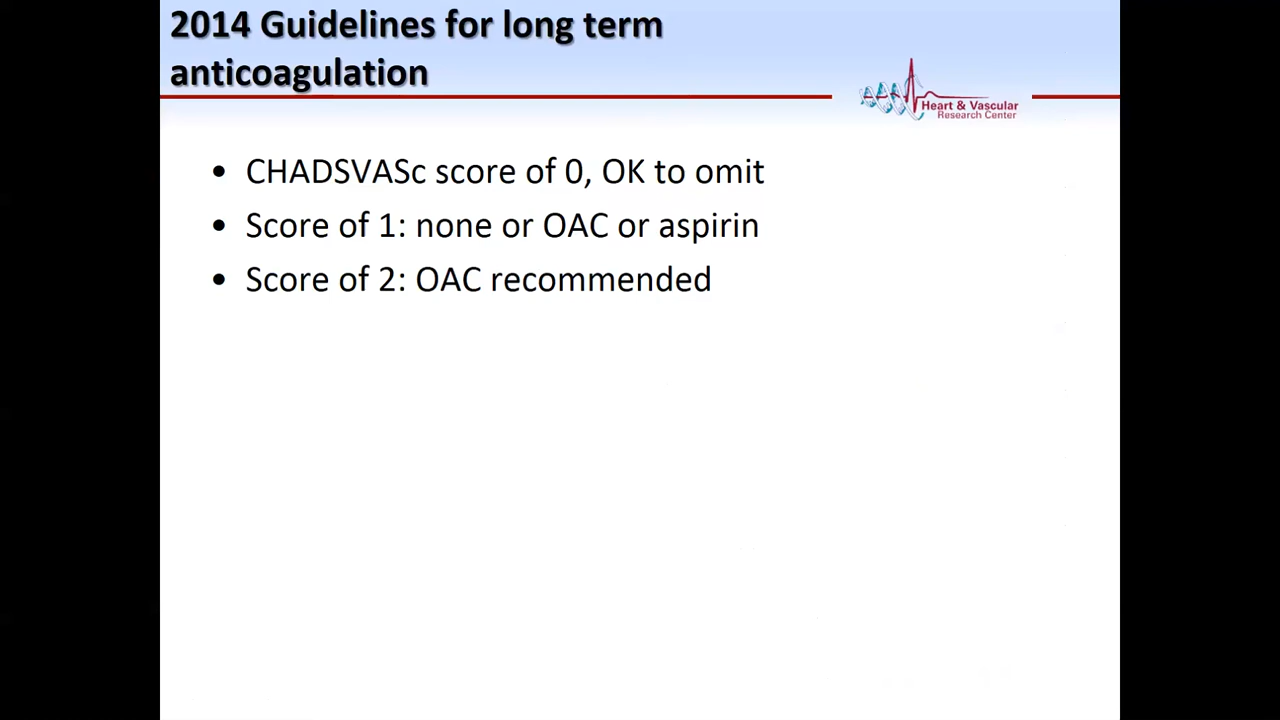 2014 Guidelines for long term
anticoagulation
Heart & Vascular
Research Center
• CHADSVASc score of 0, OK to omit
• Score of 1: none or OAC or aspirin
• Score of 2: OAC recommended